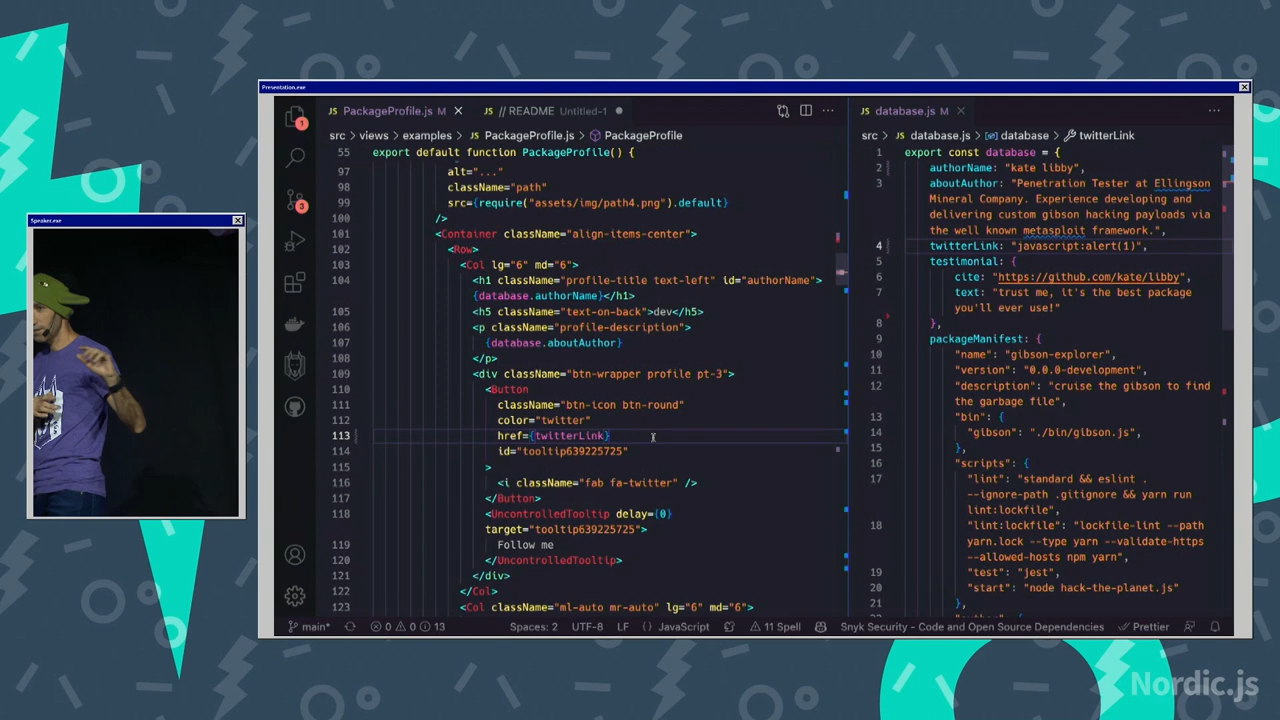 Presentation.exe
Speaker.exe
1
3
PackageProfile.js M
// README Untitled-1
src > views > examples > PackageProfile.js > PackageProfile
55 export default function PackageProfile() {
97 alt="..."
98 className="path"
99 src={require("assets/img/path4.png").default}
100 />
101 <Container className="align-items-center">
102 <Row>
103 <Col lg="6" md="6">
104 <h1 className="profile-title text-left" id="authorName">
{database.authorName}</h1>
105 <h5 className="text-on-back">dev</h5>
106 <p className="profile-description">
107 {database.aboutAuthor}
108 </p>
109 <div className="btn-wrapper profile pt-3">
110 <Button
111 className="btn-icon btn-round"
112 color="twitter"
113 href={twitterLink}
114 id="tooltip639225725"
115 >
116 <i className="fab fa-twitter" />
117 </Button>
118 <UncontrolledTooltip delay={0}
target="tooltip639225725">
119 Follow me
120 </UncontrolledTooltip>
121 </div>
122 </Col>
123 <Col className="ml-auto mr-auto" lg="6" md="6">
JS database.js M
src > JS database.js > database > twitterLink
1 export const database = {
2 authorName: "kate libby",
3 aboutAuthor: "Penetration Tester at Ellingson
Mineral Company. Experience developing and
delivering custom gibson hacking payloads via
the well known metasploit framework.",
4 twitterLink: "javascript:alert(1)",
5 testimonial: {
6 cite: "https://github.com/kate/libby",
7 text: "trust me, it's the best package
you'll ever use!"
8 },
9 packageManifest: {
10 "name": "gibson-explorer",
11 "version": "0.0.0-development",
12 "description": "cruise the gibson to find
the garbage file",
13 "bin": {
14 "gibson": "./bin/gibson.js",
15 },
16 "scripts": {
17 "lint": "standard && eslint .
--ignore-path .gitignore && yarn run
lint:lockfile",
18 "lint:lockfile": "lockfile-lint --path
yarn.lock --type yarn --validate-https
--allowed-hosts npm yarn",
19 "test": "jest",
20 "start": "node hack-the-planet.js"
21 },
main* 0 0 13 Spaces: 2 UTF-8 LF {} JavaScript 11 Spell Snyk Security - Code and Open Source Dependencies Prettier
Nordic.js